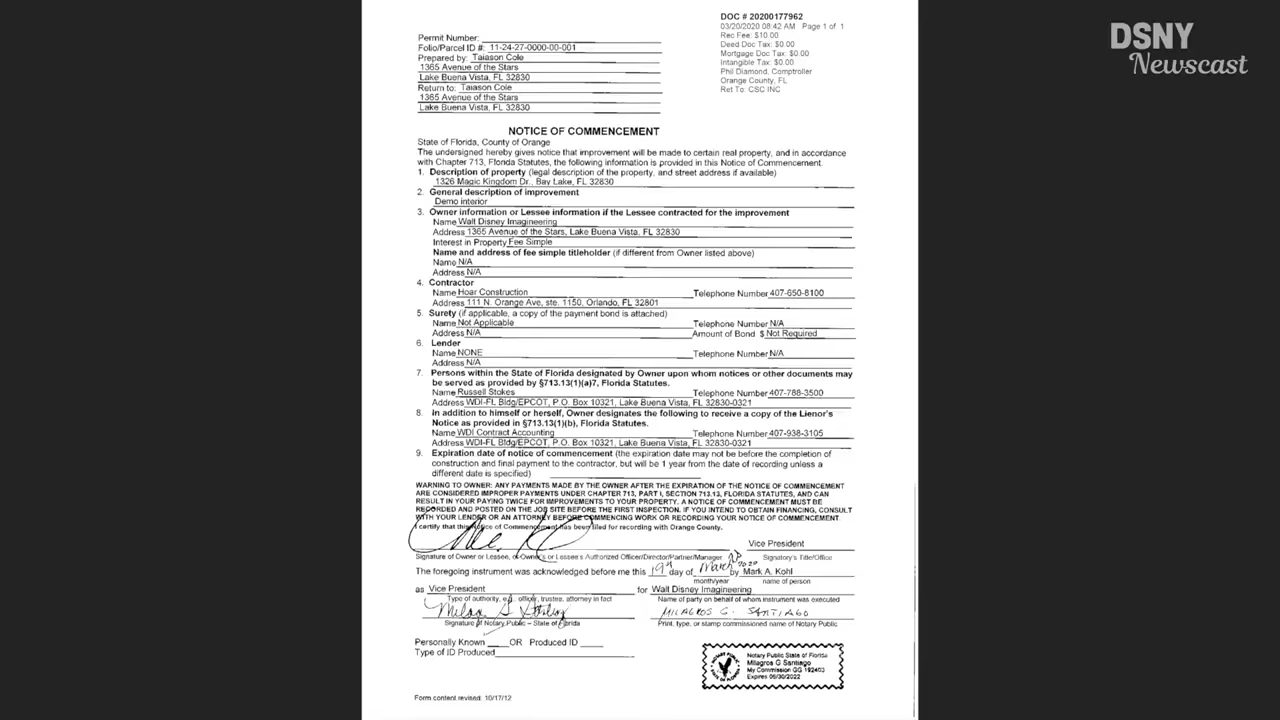 DOC # 20200177962
03/20/2020 08:42 AM Page 1 of 1
Rec Fee: $10.00
Deed Doc Tax: $0.00
Mortgage Doc Tax: $0.00
Intangible Tax: $0.00
Phil Diamond, Comptroller
Orange County, FL
Ret To: CSC INC
DSNY
Newscast
Permit Number:
Folio/Parcel ID #: 11-24-27-0000-00-001
Prepared by: Taiason Cole
1365 Avenue of the Stars
Lake Buena Vista, FL 32830
Return to: Taiason Cole
1365 Avenue of the Stars
Lake Buena Vista, FL 32830
NOTICE OF COMMENCEMENT
State of Florida, County of Orange
The undersigned hereby gives notice that improvement will be made to certain real property, and in accordance
with Chapter 713, Florida Statutes, the following information is provided in this Notice of Commencement.
1. Description of property (legal description of the property, and street address if available)
1326 Magic Kingdom Dr., Bay Lake, FL 32830
2. General description of improvement
Demo interior
3. Owner information or Lessee information if the Lessee contracted for the improvement
Name Walt Disney Imagineering
Address 1365 Avenue of the Stars, Lake Buena Vista, FL 32830
Interest in Property Fee Simple
Name and address of fee simple titleholder (if different from Owner listed above)
Name N/A
Address N/A
4. Contractor
Name Hoar Construction Telephone Number 407-650-8100
Address 111 N. Orange Ave, ste. 1150, Orlando, FL 32801
5. Surety (if applicable, a copy of the payment bond is attached)
Name Not Applicable Telephone Number N/A
Address N/A Amount of Bond $ Not Required
6. Lender
Name NONE Telephone Number N/A
Address N/A
7. Persons within the State of Florida designated by Owner upon whom notices or other documents may
be served as provided by §713.13(1)(a)7, Florida Statutes.
Name Russell Stokes Telephone Number 407-788-3500
Address WDI-FL Bldg/EPCOT, P.O. Box 10321, Lake Buena Vista, FL 32830-0321
8. In addition to himself or herself, Owner designates the following to receive a copy of the Lienor's
Notice as provided in §713.13(1)(b), Florida Statutes.
Name WDI Contract Accounting Telephone Number 407-938-3105
Address WDI-FL Bldg/EPCOT, P.O. Box 10321, Lake Buena Vista, FL 32830-0321
9. Expiration date of notice of commencement (the expiration date may not be before the completion of
construction and final payment to the contractor, but will be 1 year from the date of recording unless a
different date is specified)
WARNING TO OWNER: ANY PAYMENTS MADE BY THE OWNER AFTER THE EXPIRATION OF THE NOTICE OF COMMENCEMENT
ARE CONSIDERED IMPROPER PAYMENTS UNDER CHAPTER 713, PART I, SECTION 713.13, FLORIDA STATUTES, AND CAN
RESULT IN YOUR PAYING TWICE FOR IMPROVEMENTS TO YOUR PROPERTY. A NOTICE OF COMMENCEMENT MUST BE
RECORDED AND POSTED ON THE JOB SITE BEFORE THE FIRST INSPECTION. IF YOU INTEND TO OBTAIN FINANCING, CONSULT
WITH YOUR LENDER OR AN ATTORNEY BEFORE COMMENCING WORK OR RECORDING YOUR NOTICE OF COMMENCEMENT.
I certify that this Notice of Commencement has been filed for recording with Orange County.
Vice President
Signature of Owner or Lessee, or Owner's or Lessee's Authorized Officer/Director/Partner/Manager Signatory's Title/Office
The foregoing instrument was acknowledged before me this 19th day of March 2020 by Mark A. Kohl
month/year name of person
as Vice President for Walt Disney Imagineering
Type of authority, e.g., officer, trustee, attorney in fact Name of party on behalf of whom instrument was executed
MILAGROS G. SANTIAGO
Signature of Notary Public – State of Florida Print, type, or stamp commissioned name of Notary Public
Personally Known OR Produced ID
Type of ID Produced
Notary Public State of Florida
Milagros G Santiago
My Commission GG 192403
Expires 06/30/2022
Form content revised: 10/17/12